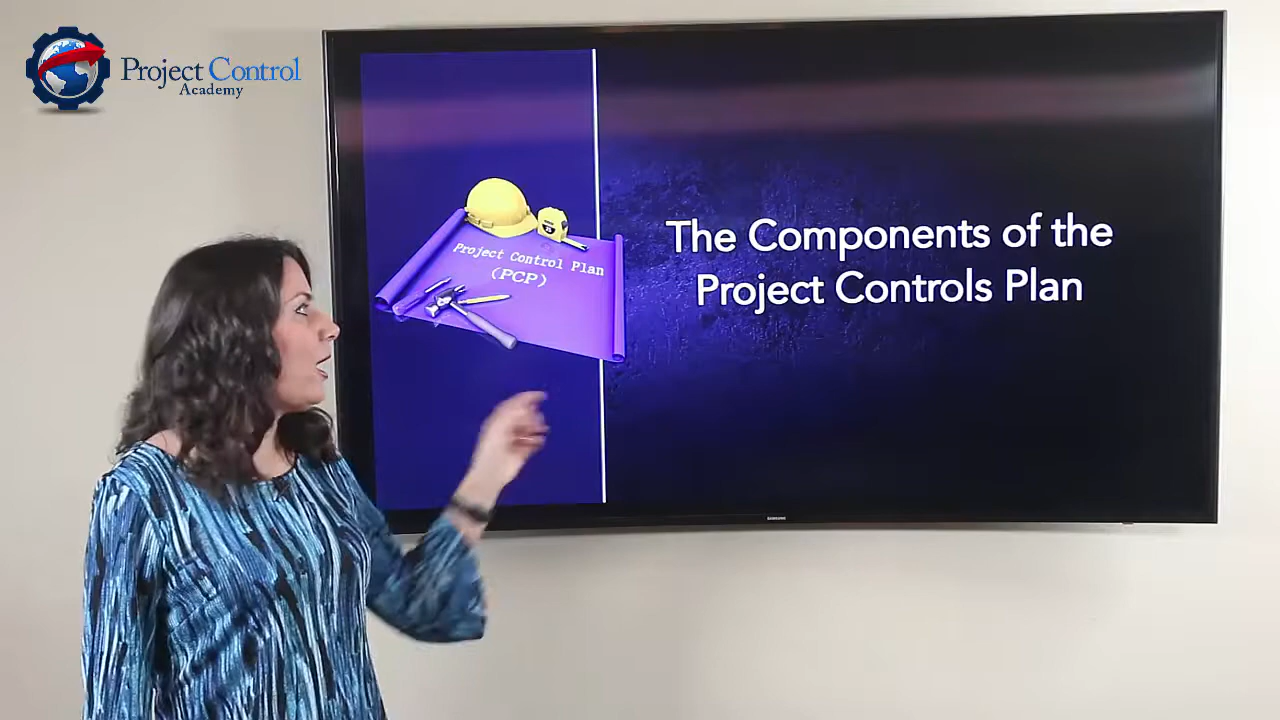 Project Control
Academy
Project Control Plan
(PCP)
The Components of the
Project Controls Plan
SAMSUNG